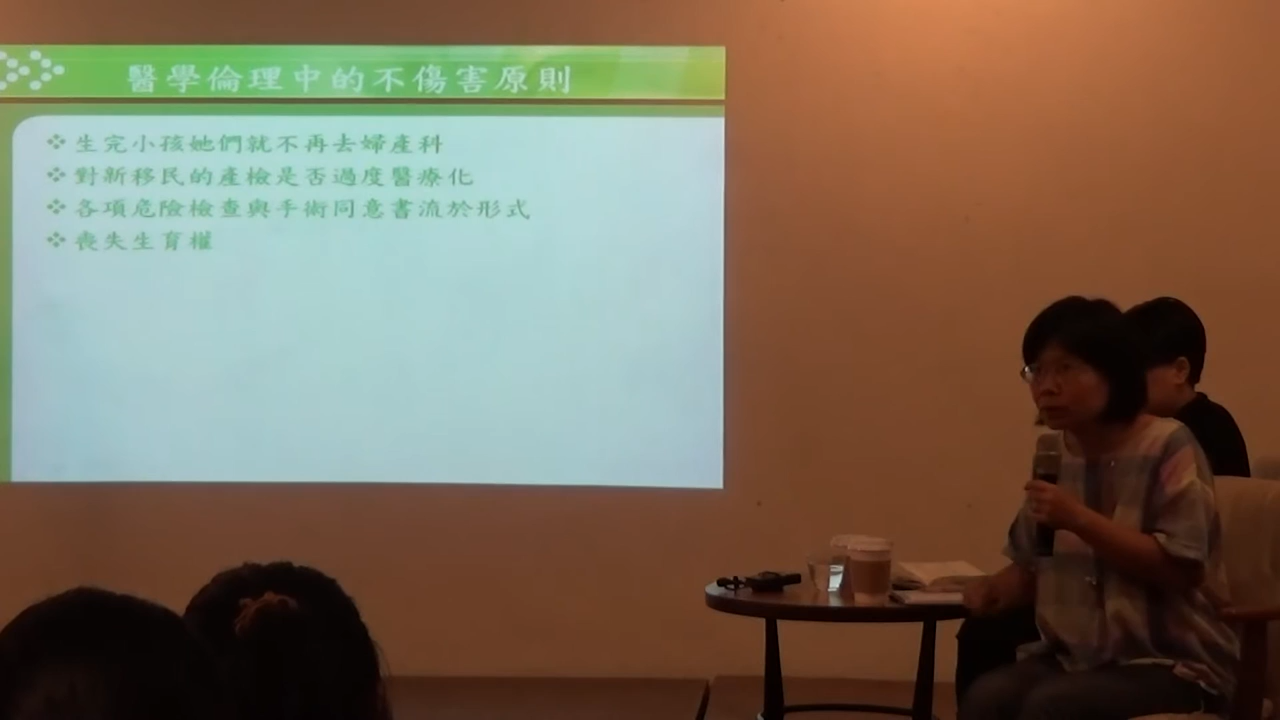 醫學倫理中的不傷害原則
❖生完小孩她們就不再去婦產科
❖對新移民的產檢是否過度醫療化
❖各項危險檢查與手術同意書流於形式
❖喪失生育權